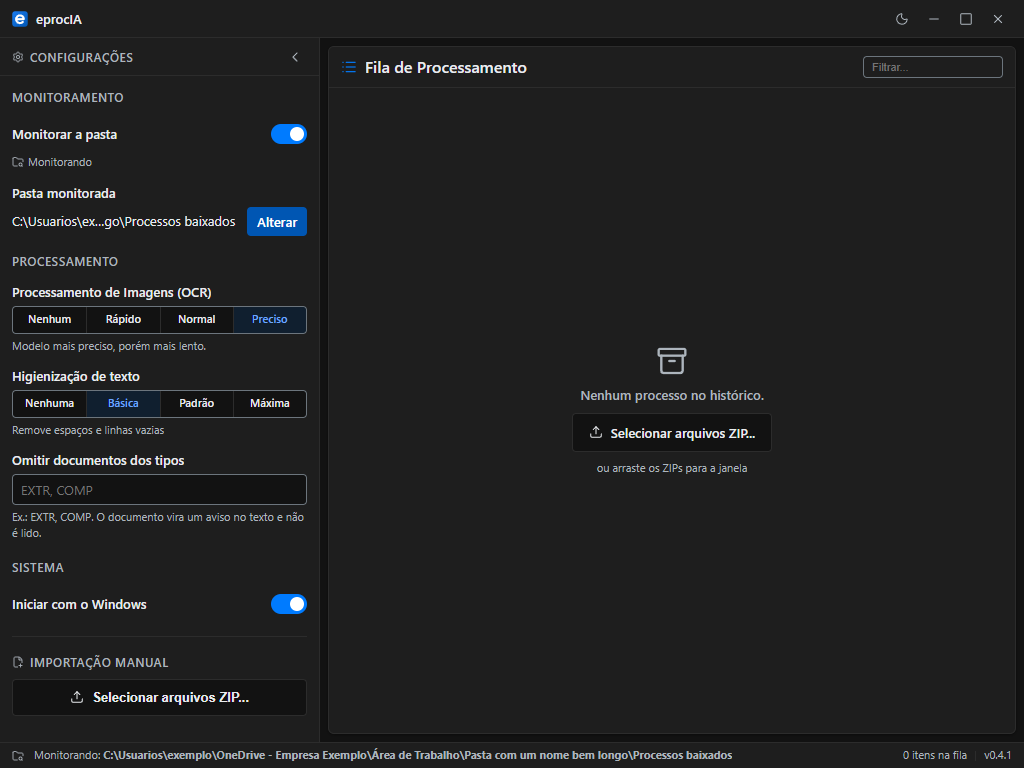 eprocIA
CONFIGURAÇÕES
MONITORAMENTO
Monitorar a pasta
Monitorando
Pasta monitorada
C:\Usuarios\ex...go\Processos baixados
Alterar
PROCESSAMENTO
Processamento de Imagens (OCR)
Nenhum Rápido Normal Preciso
Modelo mais preciso, porém mais lento.
Higienização de texto
Nenhuma Básica Padrão Máxima
Remove espaços e linhas vazias
Omitir documentos dos tipos
EXTR, COMP
Ex.: EXTR, COMP. O documento vira um aviso no texto e não
é lido.
SISTEMA
Iniciar com o Windows
IMPORTAÇÃO MANUAL
Selecionar arquivos ZIP...
Fila de Processamento
Filtrar...
Nenhum processo no histórico.
Selecionar arquivos ZIP...
ou arraste os ZIPs para a janela
Monitorando: C:\Usuarios\exemplo\OneDrive - Empresa Exemplo\Área de Trabalho\Pasta com um nome bem longo\Processos baixados
0 itens na fila
v0.4.1